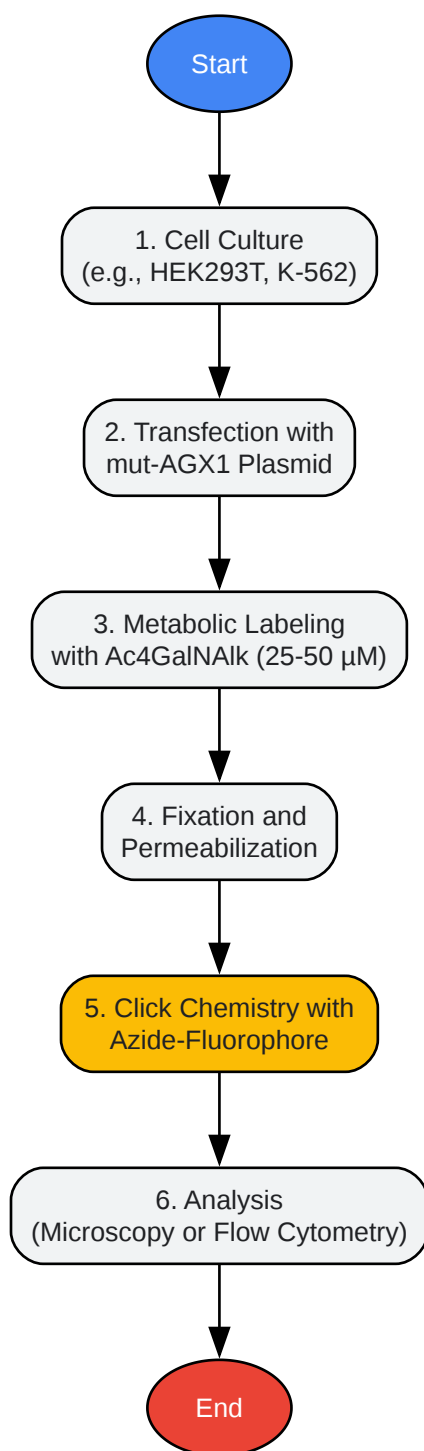 Start
1. Cell Culture
(e.g., HEK293T, K-562)
2. Transfection with
mut-AGX1 Plasmid
3. Metabolic Labeling
with Ac4GalNAlk (25-50 µM)
4. Fixation and
Permeabilization
5. Click Chemistry with
Azide-Fluorophore
6. Analysis
(Microscopy or Flow Cytometry)
End